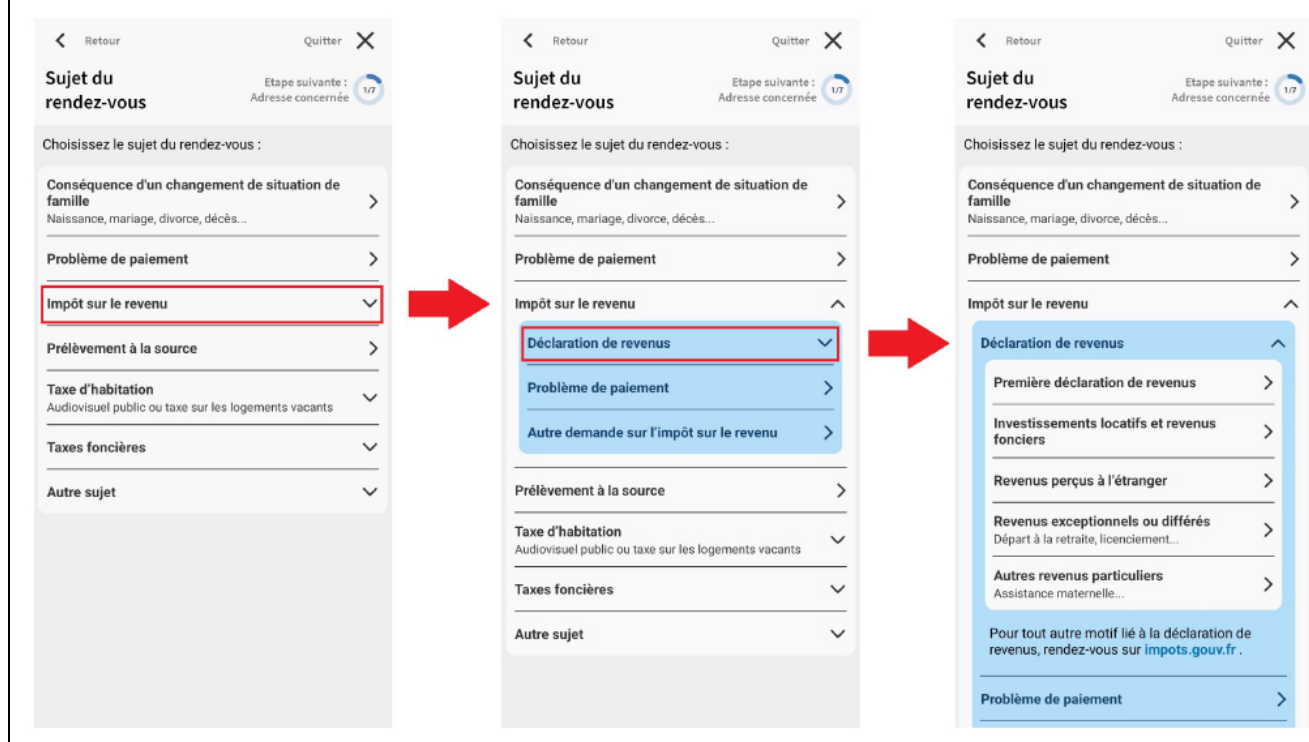 Retour
Quitter
Sujet du
rendez-vous
Etape suivante :
Adresse concernée
1/7
Choisissez le sujet du rendez-vous :
Conséquence d'un changement de situation de
famille
Naissance, mariage, divorce, décès...
Problème de paiement
Impôt sur le revenu
Prélèvement à la source
Taxe d'habitation
Audiovisuel public ou taxe sur les logements vacants
Taxes foncières
Autre sujet
Retour
Quitter
Sujet du
rendez-vous
Etape suivante :
Adresse concernée
1/7
Choisissez le sujet du rendez-vous :
Conséquence d'un changement de situation de
famille
Naissance, mariage, divorce, décès...
Problème de paiement
Impôt sur le revenu
Déclaration de revenus
Problème de paiement
Autre demande sur l'impôt sur le revenu
Prélèvement à la source
Taxe d'habitation
Audiovisuel public ou taxe sur les logements vacants
Taxes foncières
Autre sujet
Retour
Quitter
Sujet du
rendez-vous
Etape suivante :
Adresse concernée
1/7
Choisissez le sujet du rendez-vous :
Conséquence d'un changement de situation de
famille
Naissance, mariage, divorce, décès...
Problème de paiement
Impôt sur le revenu
Déclaration de revenus
Première déclaration de revenus
Investissements locatifs et revenus
fonciers
Revenus perçus à l'étranger
Revenus exceptionnels ou différés
Départ à la retraite, licenciement...
Autres revenus particuliers
Assistance maternelle...
Pour tout autre motif lié à la déclaration de
revenus, rendez-vous sur impots.gouv.fr .
Problème de paiement